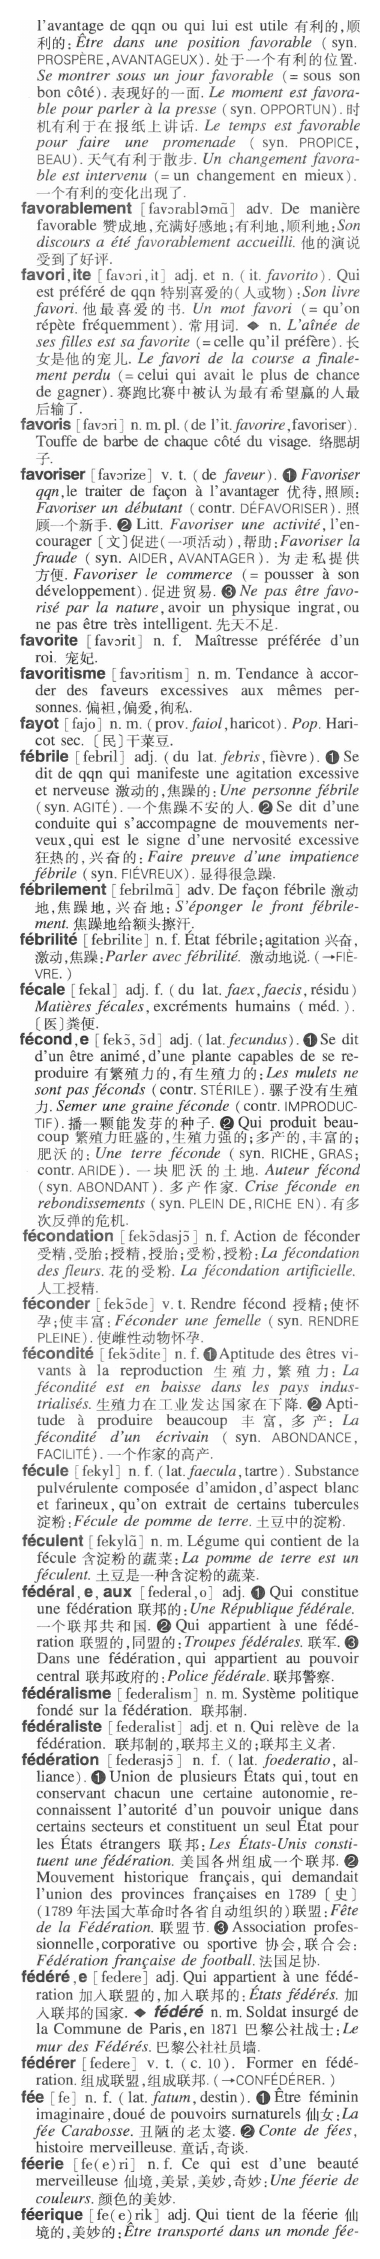 l'avantage de qqn ou qui lui est utile 有利的,顺
利的:Être dans une position favorable ( syn.
PROSPÈRE,AVANTAGEUX). 处于一个有利的位置.
Se montrer sous un jour favorable (= sous son
bon côté). 表现好的一面. Le moment est favora-
ble pour parler à la presse (syn. OPPORTUN). 时
机有利于在报纸上讲话. Le temps est favorable
pour faire une promenade ( syn. PROPICE,
BEAU). 天气有利于散步. Un changement favora-
ble est intervenu (= un changement en mieux).
一个有利的变化出现了.
favorablement [favɔrabləmɑ̃] adv. De manière
favorable 赞成地,充满好感地;有利地,顺利地:Son
discours a été favorablement accueilli. 他的演说
受到了好评.
favori,ite [favɔri,it] adj. et n. (it. favorito). Qui
est préféré de qqn 特别喜爱的(人或物):Son livre
favori. 他最喜爱的书. Un mot favori (= qu'on
répète fréquemment). 常用词. ◆ n. L'aînée de
ses filles est sa favorite (=celle qu'il préfère). 长
女是他的宠儿. Le favori de la course a finale-
ment perdu (= celui qui avait le plus de chance
de gagner). 赛跑比赛中被认为最有希望赢的人最
后输了.
favoris [favɔri] n. m. pl. (de l'it. favorire,favoriser).
Touffe de barbe de chaque côté du visage. 络腮胡
子.
favoriser [favɔrize] v. t. (de faveur). ❶ Favoriser
qqn,le traiter de façon à l'avantager 优待,照顾:
Favoriser un débutant (contr. DÉFAVORISER). 照
顾一个新手. ❷ Litt. Favoriser une activité, l'en-
courager〔文〕促进(一项活动),帮助:Favoriser la
fraude ( syn. AIDER, AVANTAGER). 为走私提供
方便. Favoriser le commerce (= pousser à son
développement). 促进贸易. ❸ Ne pas être favo-
risé par la nature, avoir un physique ingrat, ou
ne pas être très intelligent. 先天不足.
favorite [favɔrit] n. f. Maîtresse préférée d'un
roi. 宠妃.
favoritisme [favɔritism] n. m. Tendance à accor-
der des faveurs excessives aux mêmes per-
sonnes. 偏袒,偏爱,徇私.
fayot [fajo] n. m. (prov. faiol,haricot). Pop. Hari-
cot sec.〔民〕干菜豆.
fébrile [febril] adj. (du lat. febris, fièvre). ❶ Se
dit de qqn qui manifeste une agitation excessive
et nerveuse 激动的,焦躁的:Une personne fébrile
(syn. AGITÉ). 一个焦躁不安的人. ❷ Se dit d'une
conduite qui s'accompagne de mouvements ner-
veux,qui est le signe d'une nervosité excessive
狂热的,兴奋的: Faire preuve d'une impatience
fébrile (syn. FIÉVREUX). 显得很急躁.
fébrilement [febrilmɑ̃] adv. De façon fébrile 激动
地,焦躁地,兴奋地: S'éponger le front fébrile-
ment. 焦躁地给额头擦汗.
fébrilité [febrilite] n. f. État fébrile;agitation 兴奋,
激动,焦躁:Parler avec fébrilité. 激动地说. (→FIÈ-
VRE.)
fécale [fekal] adj. f. (du lat. faex,faecis,résidu)
Matières fécales, excréments humains (méd.).
〔医〕粪便.
fécond,e [fekɔ̃, ɔ̃d] adj. (lat. fecundus). ❶ Se dit
d'un être animé,d'une plante capables de se re-
produire 有繁殖力的,有生殖力的:Les mulets ne
sont pas féconds (contr. STÉRILE). 骡子没有生殖
力. Semer une graine féconde (contr. IMPRODUC-
TIF). 播一颗能发芽的种子. ❷ Qui produit beau-
coup 繁殖力旺盛的,生殖力强的;多产的,丰富的;
肥沃的: Une terre féconde (syn. RICHE, GRAS;
contr. ARIDE). 一块肥沃的土地. Auteur fécond
(syn. ABONDANT). 多产作家. Crise féconde en
rebondissements (syn. PLEIN DE,RICHE EN). 有多
次反弹的危机.
fécondation [fekɔ̃dasjɔ̃] n. f. Action de féconder
受精,受胎;授精,授胎;受粉,授粉:La fécondation
des fleurs. 花的受粉. La fécondation artificielle.
人工授精.
féconder [fekɔ̃de] v. t. Rendre fécond 授精;使怀
孕;使丰富:Féconder une femelle (syn. RENDRE
PLEINE). 使雌性动物怀孕.
fécondité [fekɔ̃dite] n. f. ❶ Aptitude des êtres vi-
vants à la reproduction 生殖力,繁殖力: La
fécondité est en baisse dans les pays indus-
trialisés. 生殖力在工业发达国家在下降. ❷ Apti-
tude à produire beaucoup 丰富,多产: La
fécondité d'un écrivain ( syn. ABONDANCE,
FACILITÉ). 一个作家的高产.
fécule [fekyl] n. f. (lat. faecula,tartre). Substance
pulvérulente composée d'amidon,d'aspect blanc
et farineux, qu'on extrait de certains tubercules
淀粉:Fécule de pomme de terre. 土豆中的淀粉.
féculent [fekylɑ̃] n. m. Légume qui contient de la
fécule 含淀粉的蔬菜:La pomme de terre est un
féculent. 土豆是一种含淀粉的蔬菜.
fédéral,e,aux [federal,o] adj. ❶ Qui constitue
une fédération 联邦的:Une République fédérale.
一个联邦共和国. ❷ Qui appartient à une fédé-
ration 联盟的,同盟的:Troupes fédérales. 联军. ❸
Dans une fédération, qui appartient au pouvoir
central 联邦政府的:Police fédérale. 联邦警察.
fédéralisme [federalism] n. m. Système politique
fondé sur la fédération. 联邦制.
fédéraliste [federalist] adj. et n. Qui relève de la
fédération. 联邦制的,联邦主义的;联邦主义者.
fédération [federasjɔ̃] n. f. ( lat. foederatio, al-
liance). ❶ Union de plusieurs États qui,tout en
conservant chacun une certaine autonomie, re-
connaissent l'autorité d'un pouvoir unique dans
certains secteurs et constituent un seul État pour
les États étrangers 联邦:Les États-Unis consti-
tuent une fédération. 美国各州组成一个联邦. ❷
Mouvement historique français, qui demandait
l'union des provinces françaises en 1789〔史〕
(1789年法国大革命时各省自动组织的)联盟:Fête
de la Fédération. 联盟节. ❸ Association profes-
sionnelle,corporative ou sportive 协会,联合会:
Fédération française de football. 法国足协.
fédéré,e [federe] adj. Qui appartient à une fédé-
ration 加入联盟的,加入联邦的:États fédérés. 加
入联邦的国家. ◆ fédéré n. m. Soldat insurgé de
la Commune de Paris,en 1871 巴黎公社战士:Le
mur des Fédérés. 巴黎公社社员墙.
fédérer [federe] v. t. (c. 10). Former en fédé-
ration. 组成联盟,组成联邦. (→CONFÉDÉRER.)
fée [fe] n. f. (lat. fatum, destin). ❶ Être féminin
imaginaire,doué de pouvoirs surnaturels 仙女:La
fée Carabosse. 丑陋的老太婆. ❷ Conte de fées,
histoire merveilleuse. 童话,奇谈.
féerie [fe(e)ri] n. f. Ce qui est d'une beauté
merveilleuse 仙境,美景,美妙,奇妙:Une féerie de
couleurs. 颜色的美妙.
féerique [fe(e)rik] adj. Qui tient de la féerie 仙
境的,美妙的:Être transporté dans un monde fée-